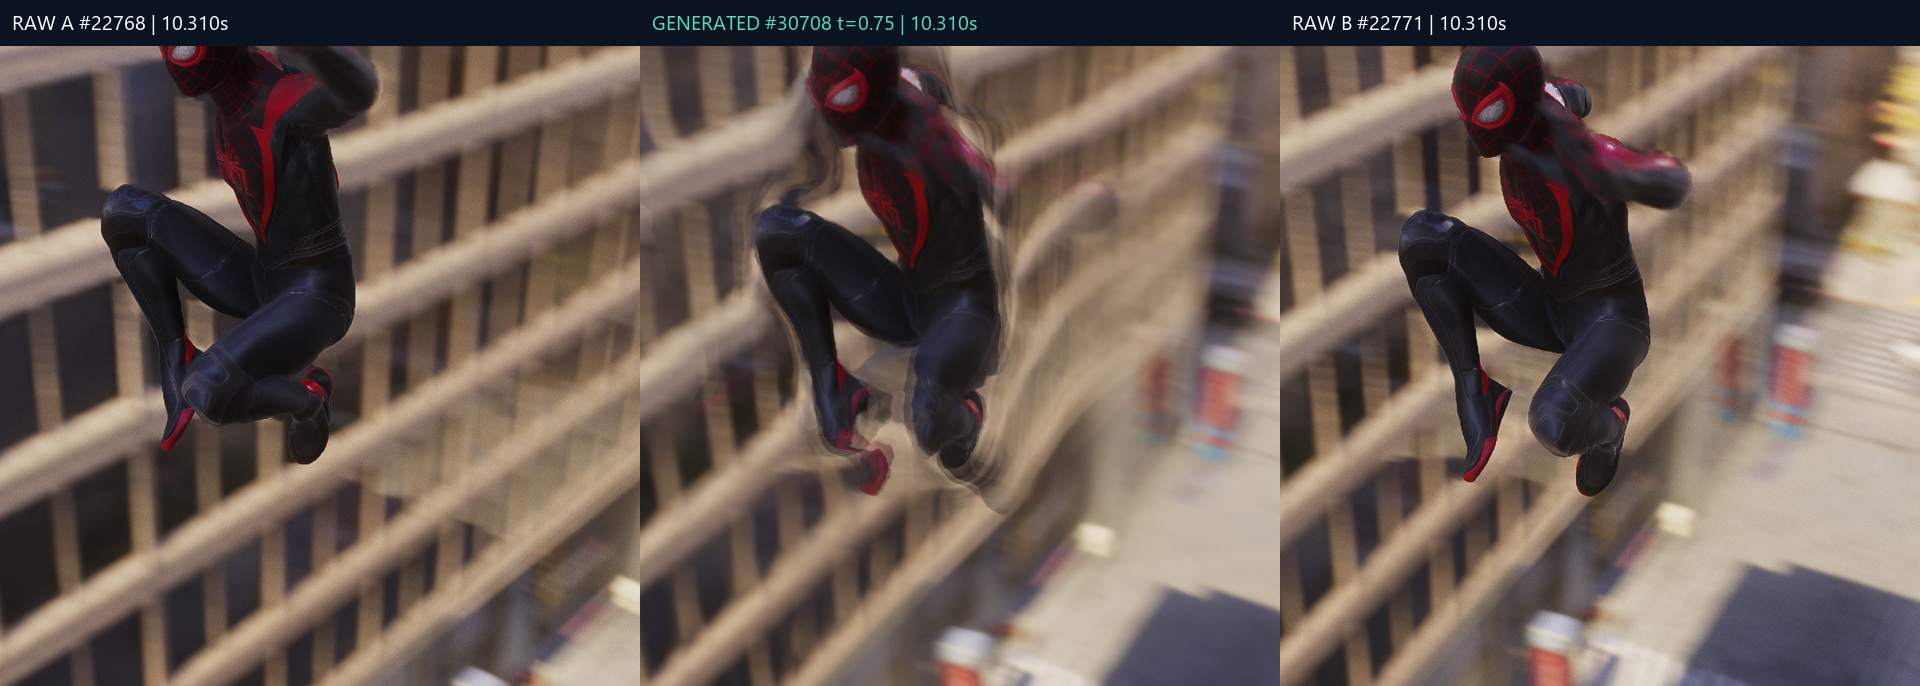 RAW A #22768 | 10.310s
GENERATED #30708 t=0.75 | 10.310s
RAW B #22771 | 10.310s